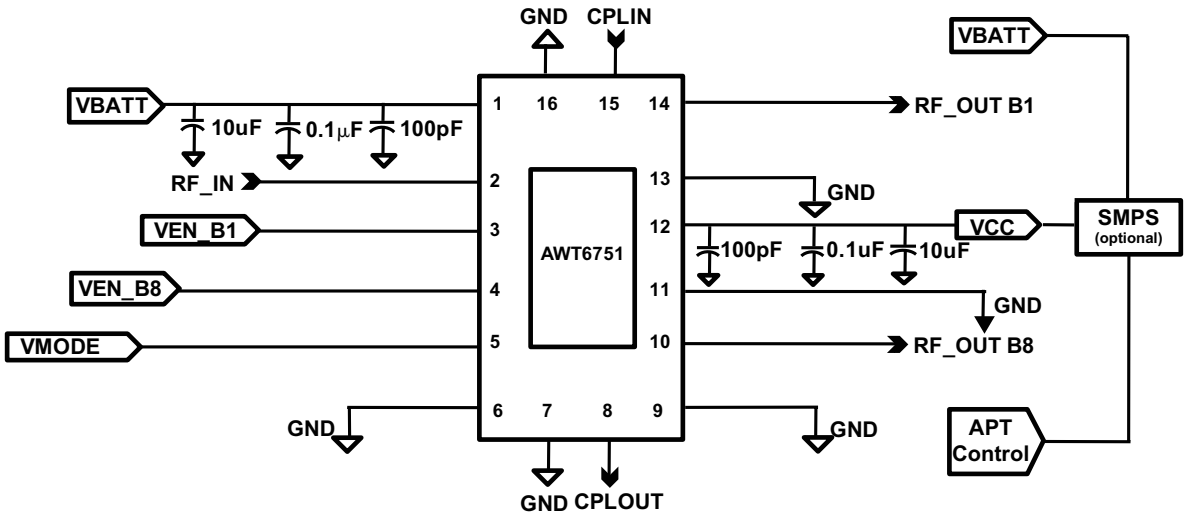 GND CPLIN
VBATT
VBATT
1 16 15 14
RF_OUT B1
10uF 0.1μF 100pF
RF_IN
2
13
GND
VEN_B1
3
12
VCC
SMPS
(optional)
AWT6751
100pF 0.1uF 10uF
VEN_B8
4
11
GND
VMODE
5
10
RF_OUT B8
6 7 8 9
GND
GND
APT
Control
GND CPLOUT